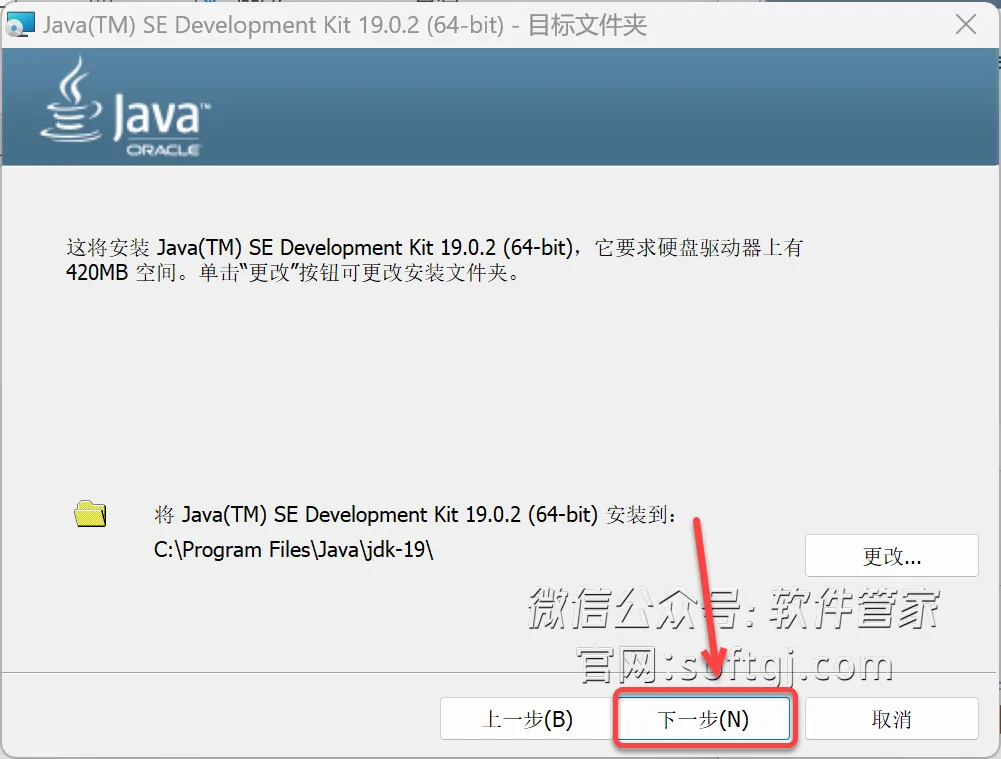 Java(TM) SE Development Kit 19.0.2 (64-bit) - 目标文件夹
Java™
ORACLE
这将安装 Java(TM) SE Development Kit 19.0.2 (64-bit)，它要求硬盘驱动器上有
420MB 空间。单击“更改”按钮可更改安装文件夹。
将 Java(TM) SE Development Kit 19.0.2 (64-bit) 安装到：
C:\Program Files\Java\jdk-19\
更改...
微信公众号：软件管家
官网：softgj.com
上一步(B)
下一步(N)
取消